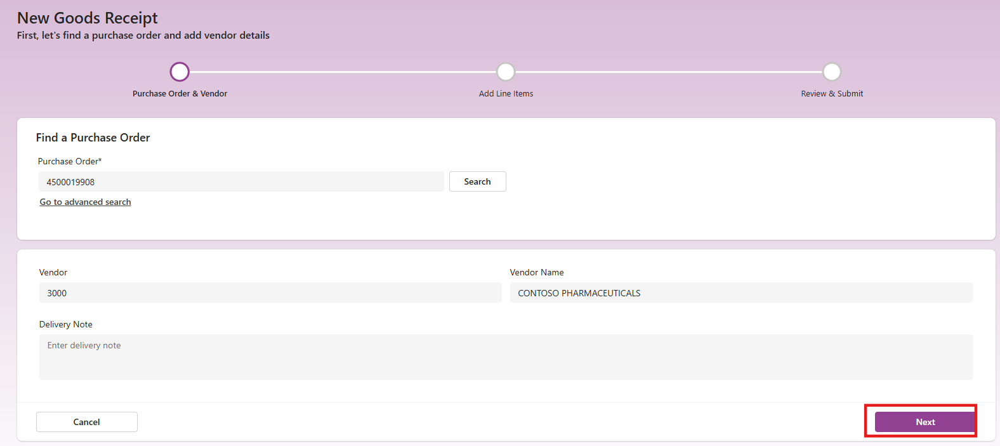 New Goods Receipt
First, let's find a purchase order and add vendor details
Purchase Order & Vendor
Add Line Items
Review & Submit
Find a Purchase Order
Purchase Order*
4500019908
Search
Go to advanced search
Vendor
Vendor Name
3000
CONTOSO PHARMACEUTICALS
Delivery Note
Enter delivery note
Cancel
Next